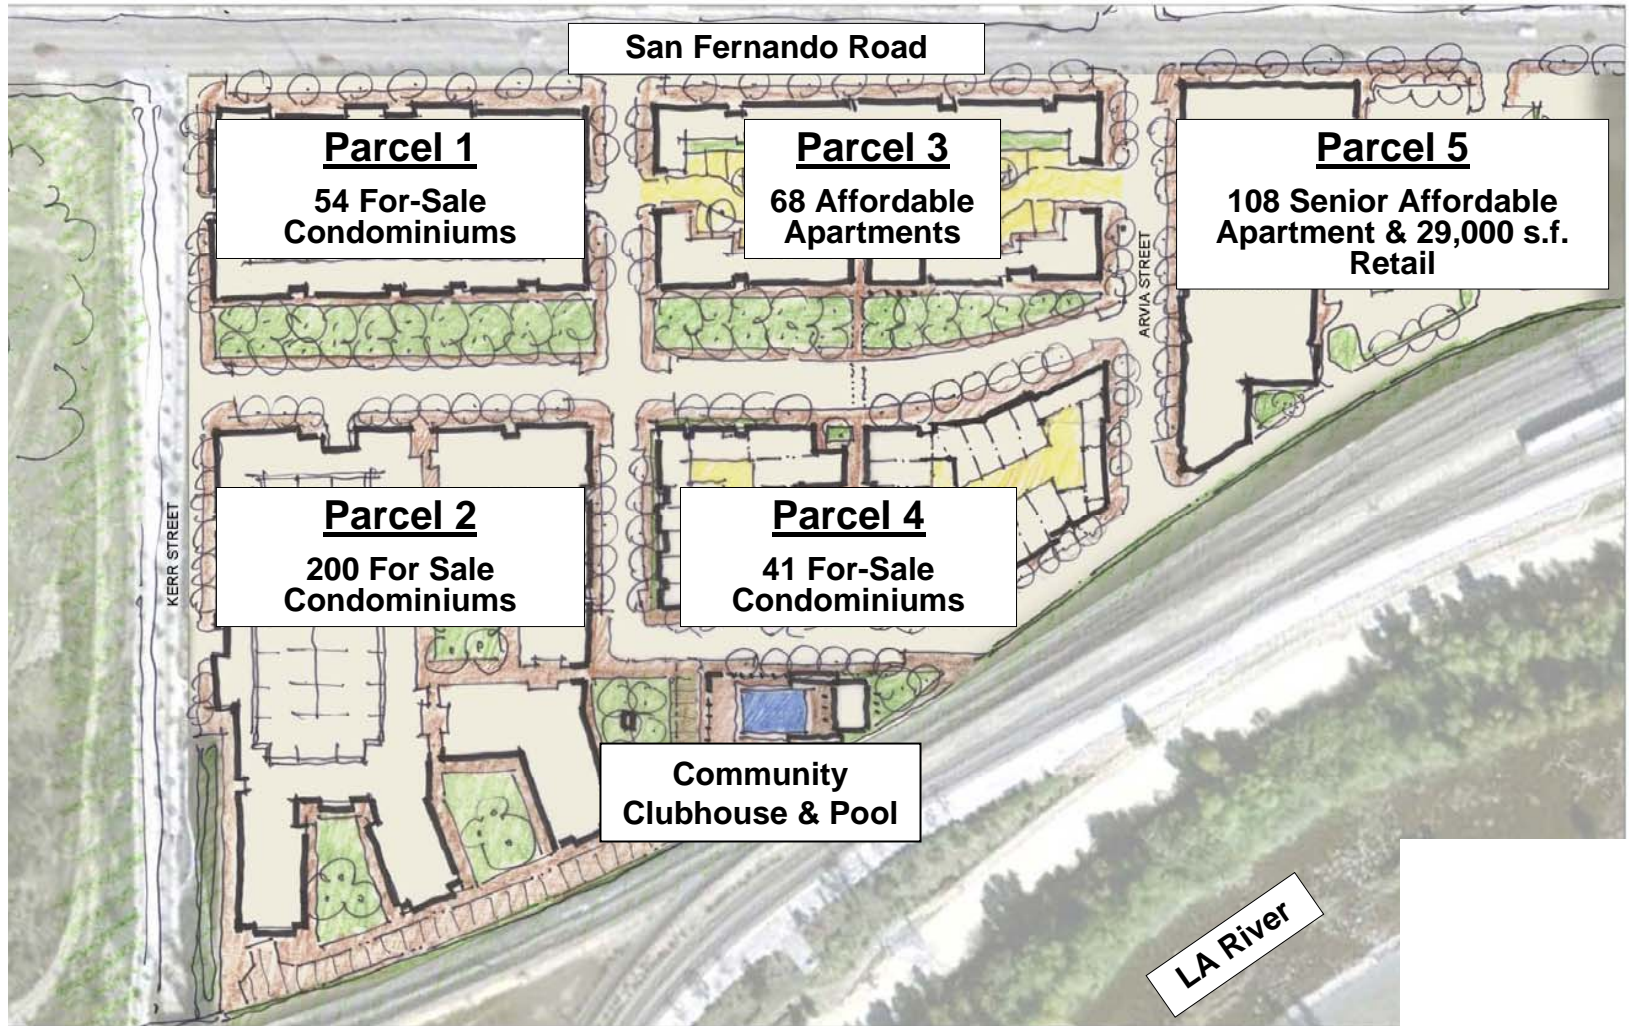 San Fernando Road
Parcel 1
54 For-Sale
Condominiums
Parcel 3
68 Affordable
Apartments
Parcel 5
108 Senior Affordable
Apartment & 29,000 s.f.
Retail
ARVIA STREET
KERR STREET
Parcel 2
200 For Sale
Condominiums
Parcel 4
41 For-Sale
Condominiums
Community
Clubhouse & Pool
LA River